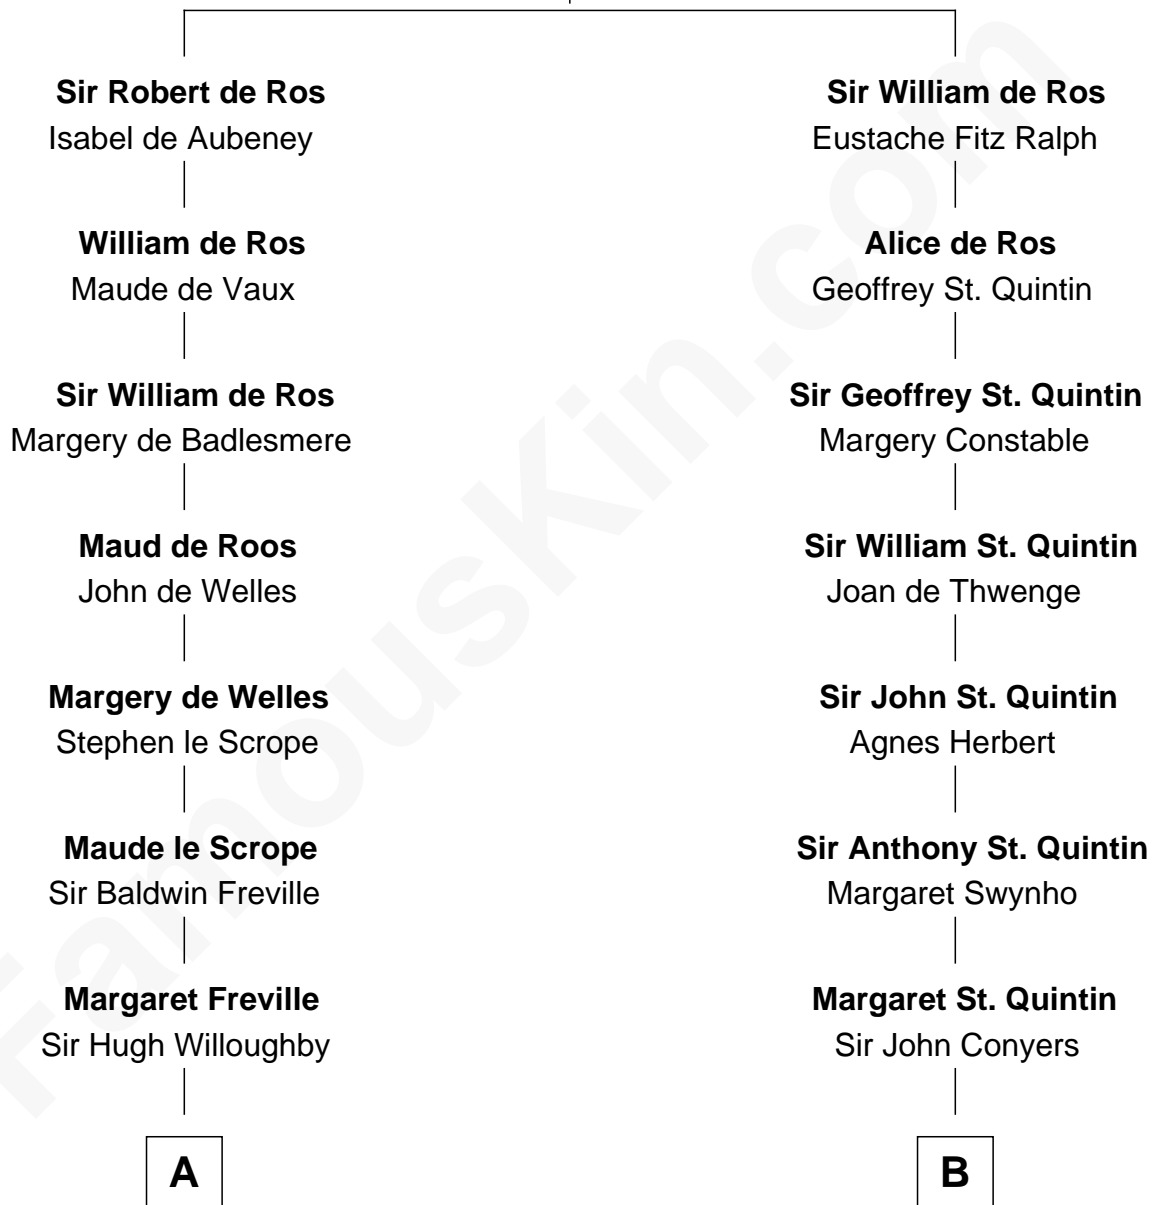 Sir Robert de Ros
Isabel de Aubeney
William de Ros
Maude de Vaux
Sir William de Ros
Margery de Badlesmere
Maud de Roos
John de Welles
Margery de Welles
Stephen le Scrope
Maude le Scrope
Sir Baldwin Freville
Margaret Freville
Sir Hugh Willoughby
A
Sir William de Ros
Eustache Fitz Ralph
Alice de Ros
Geoffrey St. Quintin
Sir Geoffrey St. Quintin
Margery Constable
Sir William St. Quintin
Joan de Thwenge
Sir John St. Quintin
Agnes Herbert
Sir Anthony St. Quintin
Margaret Swynho
Margaret St. Quintin
Sir John Conyers
B
FamousKin.com